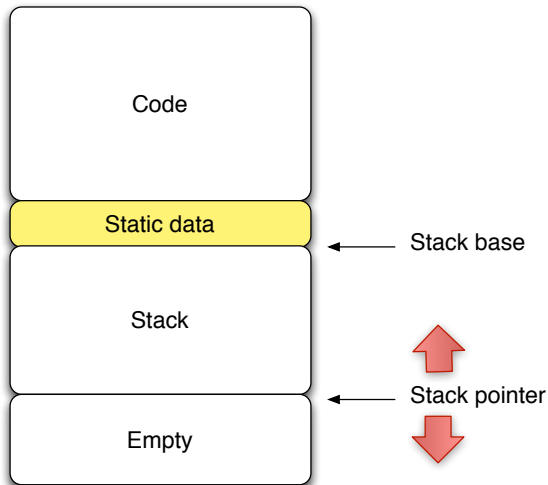 Code
Static data
Stack base
Stack
Stack pointer
Empty